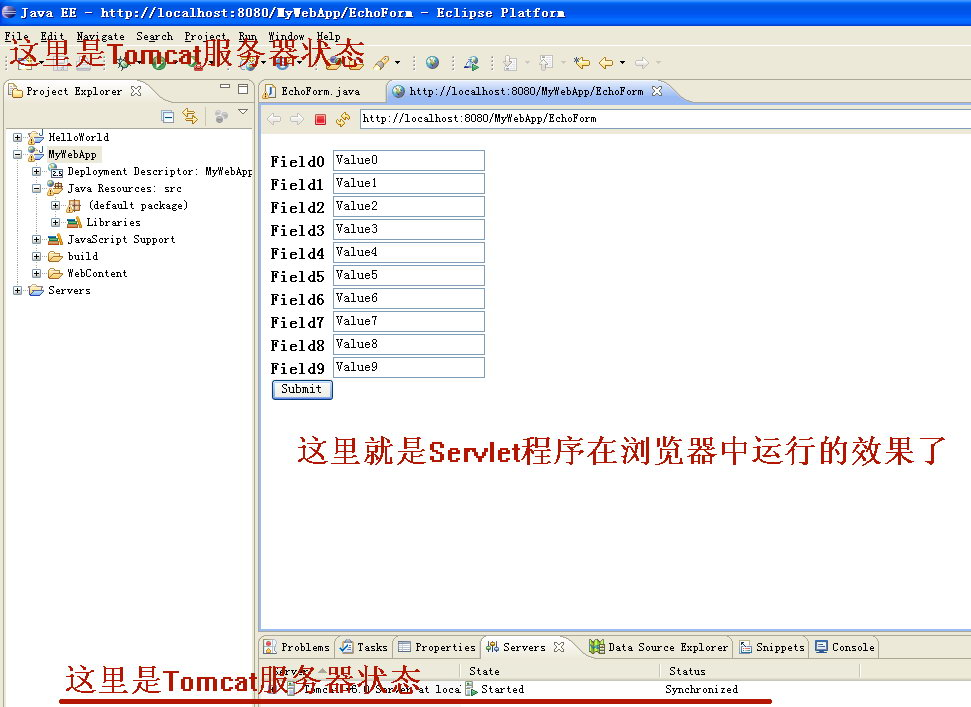 Java EE - http://localhost:8080/MyWebApp/EchoForm - Eclipse Platform
File Edit Navigate Search Project Run Window Help
这里是Tomcat服务器状态
Project Explorer
EchoForm.java
http://localhost:8080/MyWebApp/EchoForm
http://localhost:8080/MyWebApp/EchoForm
HelloWorld
MyWebApp
Deployment Descriptor: MyWebApp
Java Resources: src
(default package)
Libraries
JavaScript Support
build
WebContent
Servers
Field0 Value0
Field1 Value1
Field2 Value2
Field3 Value3
Field4 Value4
Field5 Value5
Field6 Value6
Field7 Value7
Field8 Value8
Field9 Value9
Submit
这里就是Servlet程序在浏览器中运行的效果了
Problems Tasks Properties Servers Data Source Explorer Snippets Console
Server State Status
这里是Tomcat服务器状态
Tomcat v6.0 Server at loca Started Synchronized